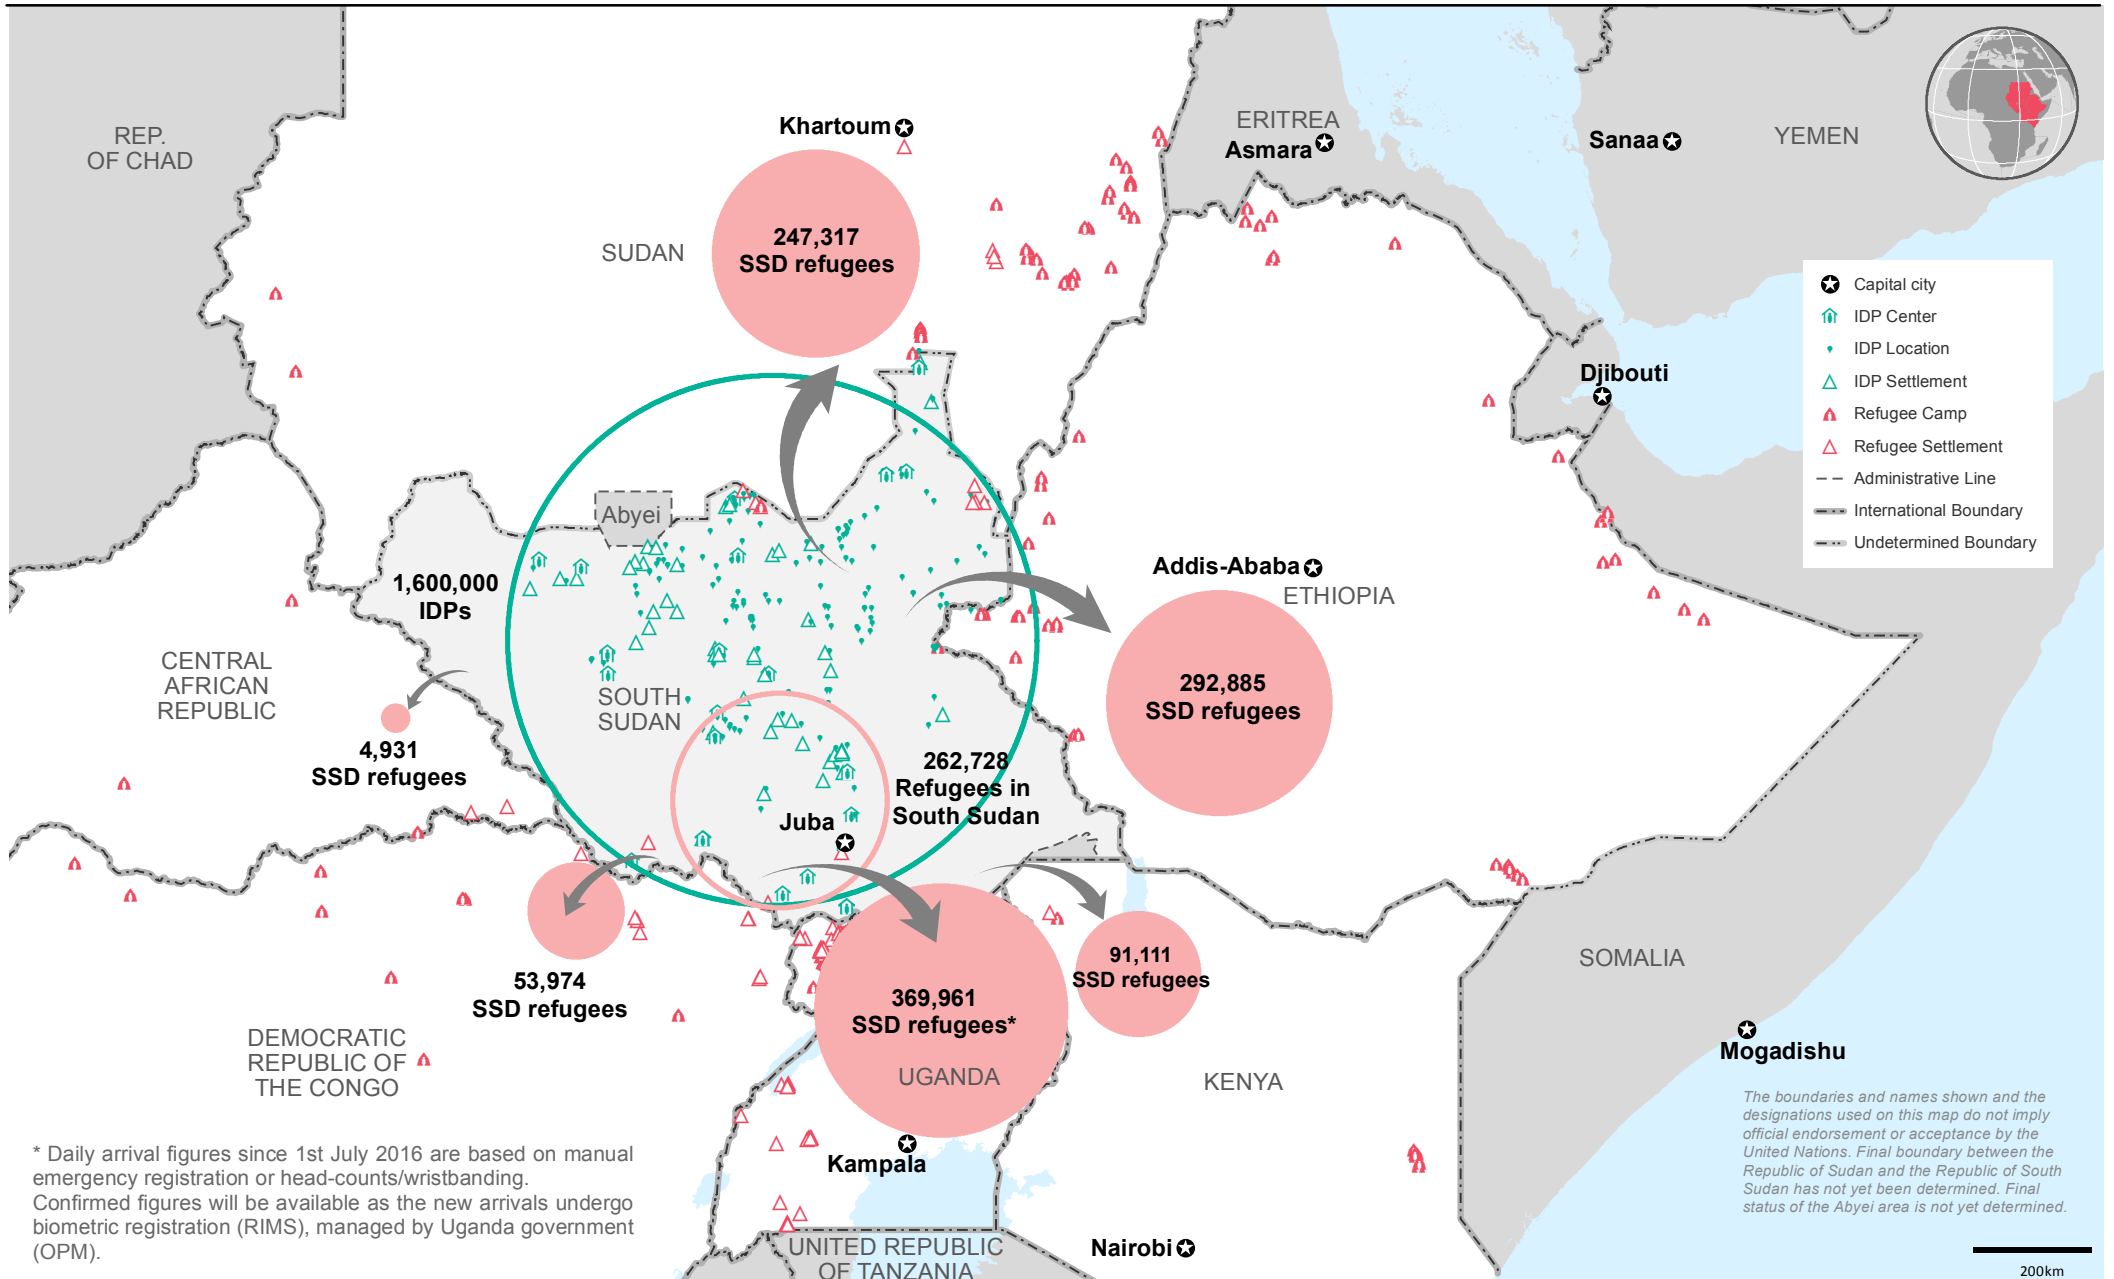 REP.
OF CHAD
Khartoum
ERITREA
Asmara
Sanaa
YEMEN
SUDAN
247,317
SSD refugees
Capital city
IDP Center
IDP Location
IDP Settlement
Refugee Camp
Refugee Settlement
Administrative Line
International Boundary
Undetermined Boundary
Djibouti
Abyei
1,600,000
IDPs
Addis-Ababa
ETHIOPIA
CENTRAL
AFRICAN
REPUBLIC
SOUTH
SUDAN
292,885
SSD refugees
4,931
SSD refugees
262,728
Refugees in
South Sudan
Juba
53,974
SSD refugees
369,961
SSD refugees*
91,111
SSD refugees
SOMALIA
Mogadishu
DEMOCRATIC
REPUBLIC OF
THE CONGO
UGANDA
KENYA
Kampala
Nairobi
UNITED REPUBLIC
OF TANZANIA
* Daily arrival figures since 1st July 2016 are based on manual
emergency registration or head-counts/wristbanding.
Confirmed figures will be available as the new arrivals undergo
biometric registration (RIMS), managed by Uganda government
(OPM).
The boundaries and names shown and the
designations used on this map do not imply
official endorsement or acceptance by the
United Nations. Final boundary between the
Republic of Sudan and the Republic of South
Sudan has not yet been determined. Final
status of the Abyei area is not yet determined.
200km